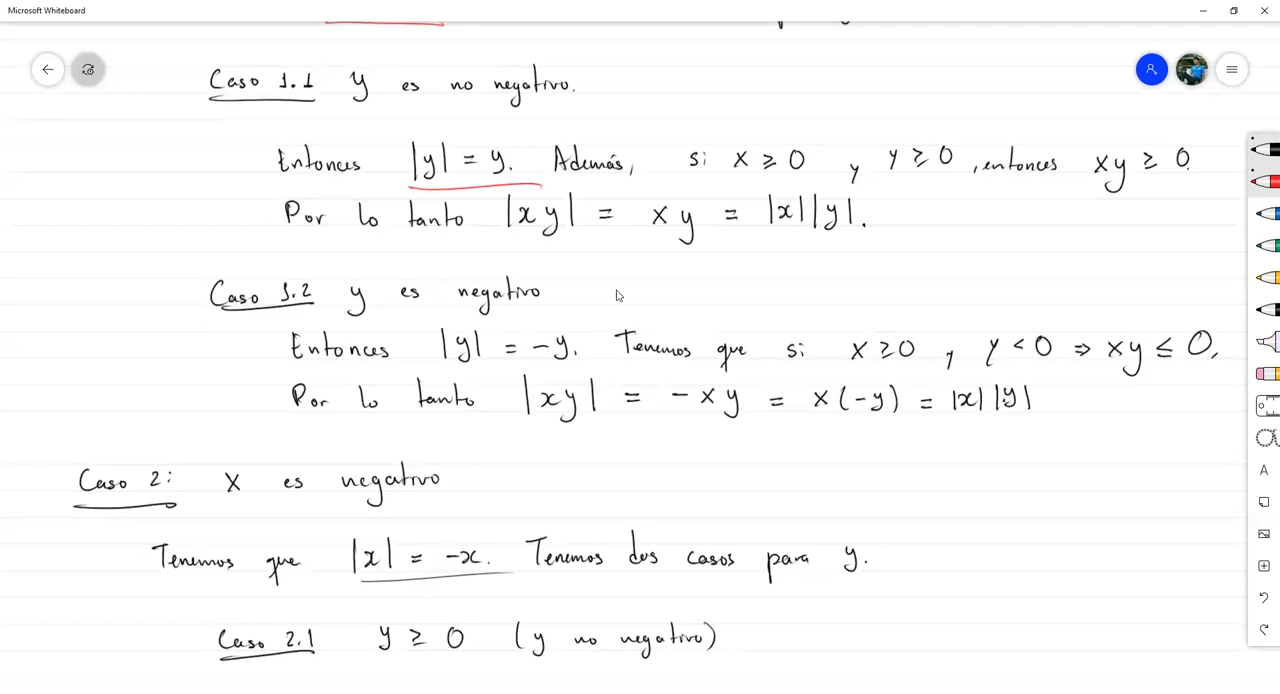 Microsoft Whiteboard
Caso 1.1 y es no negativo.
Entonces |y| = y. Además, si x ≥ 0 y y ≥ 0, entonces xy ≥ 0.
Por lo tanto |xy| = xy = |x||y|.
Caso 1.2 y es negativo
Entonces |y| = -y. Tenemos que si x ≥ 0 y y < 0 ⇒ xy ≤ 0,
Por lo tanto |xy| = -xy = x(-y) = |x||y|
Caso 2: x es negativo
Tenemos que |x| = -x. Tenemos dos casos para y.
Caso 2.1 y ≥ 0 (y no negativo)